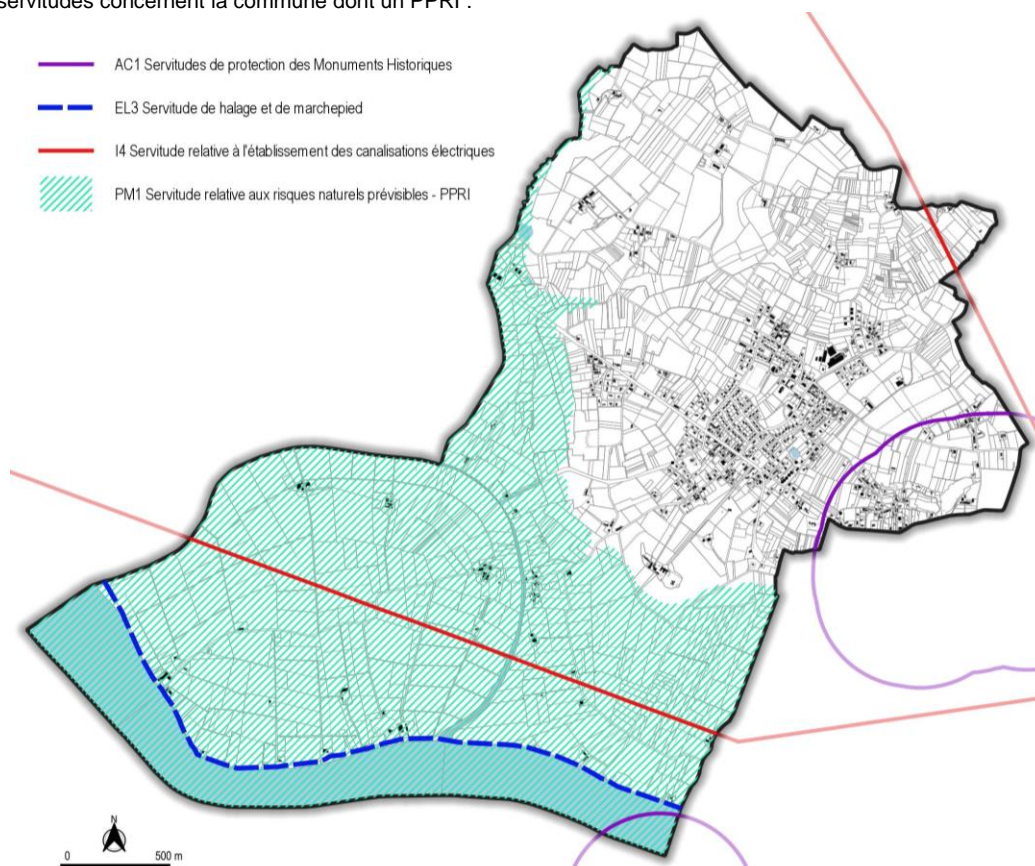 servitudes concernent la commune dont un PPRI :
AC1 Servitudes de protection des Monuments Historiques
EL3 Servitude de halage et de marchepied
I4 Servitude relative à l'établissement des canalisations électriques
PM1 Servitude relative aux risques naturels prévisibles - PPRI
N
0 500 m